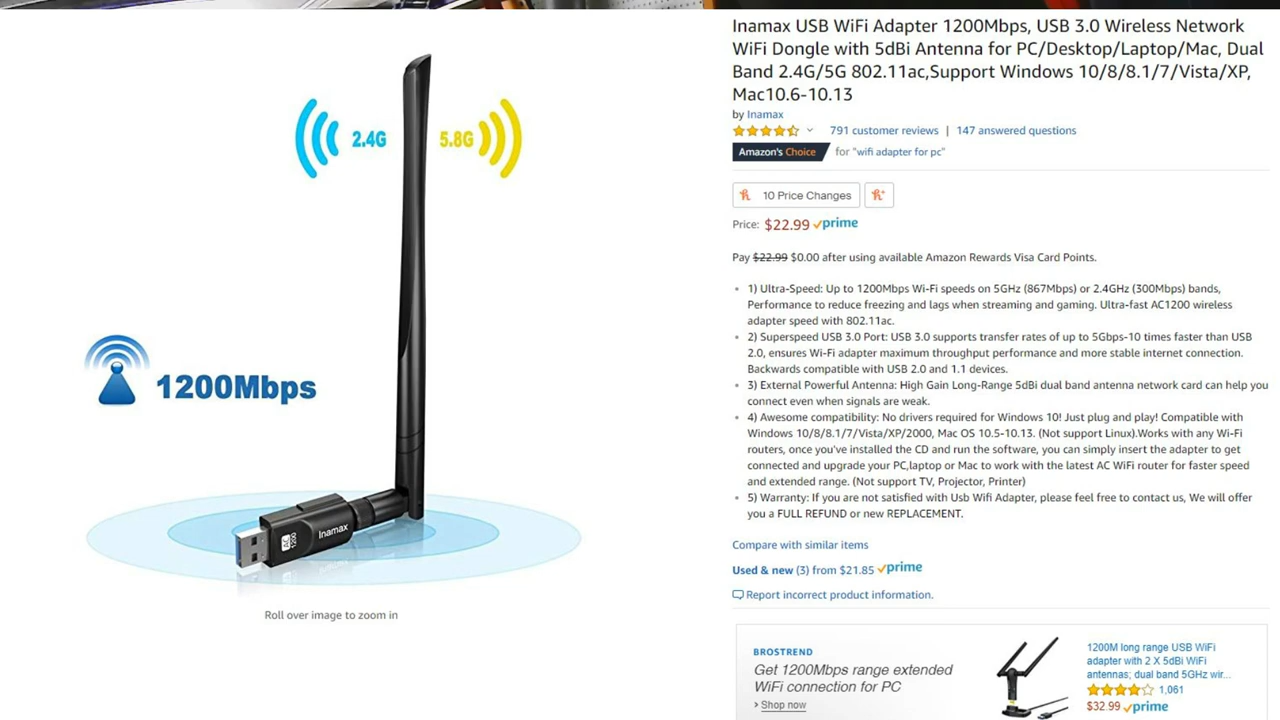 Inamax USB WiFi Adapter 1200Mbps, USB 3.0 Wireless Network
WiFi Dongle with 5dBi Antenna for PC/Desktop/Laptop/Mac, Dual
Band 2.4G/5G 802.11ac,Support Windows 10/8/8.1/7/Vista/XP,
Mac10.6-10.13
by Inamax
791 customer reviews | 147 answered questions
Amazon's Choice for "wifi adapter for pc"
10 Price Changes
Price: $22.99 prime
Pay $22.99 $0.00 after using available Amazon Rewards Visa Card Points.
1) Ultra-Speed: Up to 1200Mbps Wi-Fi speeds on 5GHz (867Mbps) or 2.4GHz (300Mbps) bands,
Performance to reduce freezing and lags when streaming and gaming. Ultra-fast AC1200 wireless
adapter speed with 802.11ac.
2) Superspeed USB 3.0 Port: USB 3.0 supports transfer rates of up to 5Gbps-10 times faster than USB
2.0, ensures Wi-Fi adapter maximum throughput performance and more stable internet connection.
Backwards compatible with USB 2.0 and 1.1 devices.
3) External Powerful Antenna: High Gain Long-Range 5dBi dual band antenna network card can help you
connect even when signals are weak.
4) Awesome compatibility: No drivers required for Windows 10! Just plug and play! Compatible with
Windows 10/8/8.1/7/Vista/XP/2000, Mac OS 10.5-10.13. (Not support Linux).Works with any Wi-Fi
routers, once you've installed the CD and run the software, you can simply insert the adapter to get
connected and upgrade your PC,laptop or Mac to work with the latest AC WiFi router for faster speed
and extended range. (Not support TV, Projector, Printer)
5) Warranty: If you are not satisfied with Usb Wifi Adapter, please feel free to contact us, We will offer
you a FULL REFUND or new REPLACEMENT.
Compare with similar items
Used & new (3) from $21.85 prime
Report incorrect product information.
BROSTREND
Get 1200Mbps range extended
WiFi connection for PC
› Shop now
1200M long range USB WiFi
adapter with 2 X 5dBi WiFi
antennas; dual band 5GHz wir...
1,061
$32.99 prime
2.4G
5.8G
1200Mbps
AC
1200
Inamax
Roll over image to zoom in